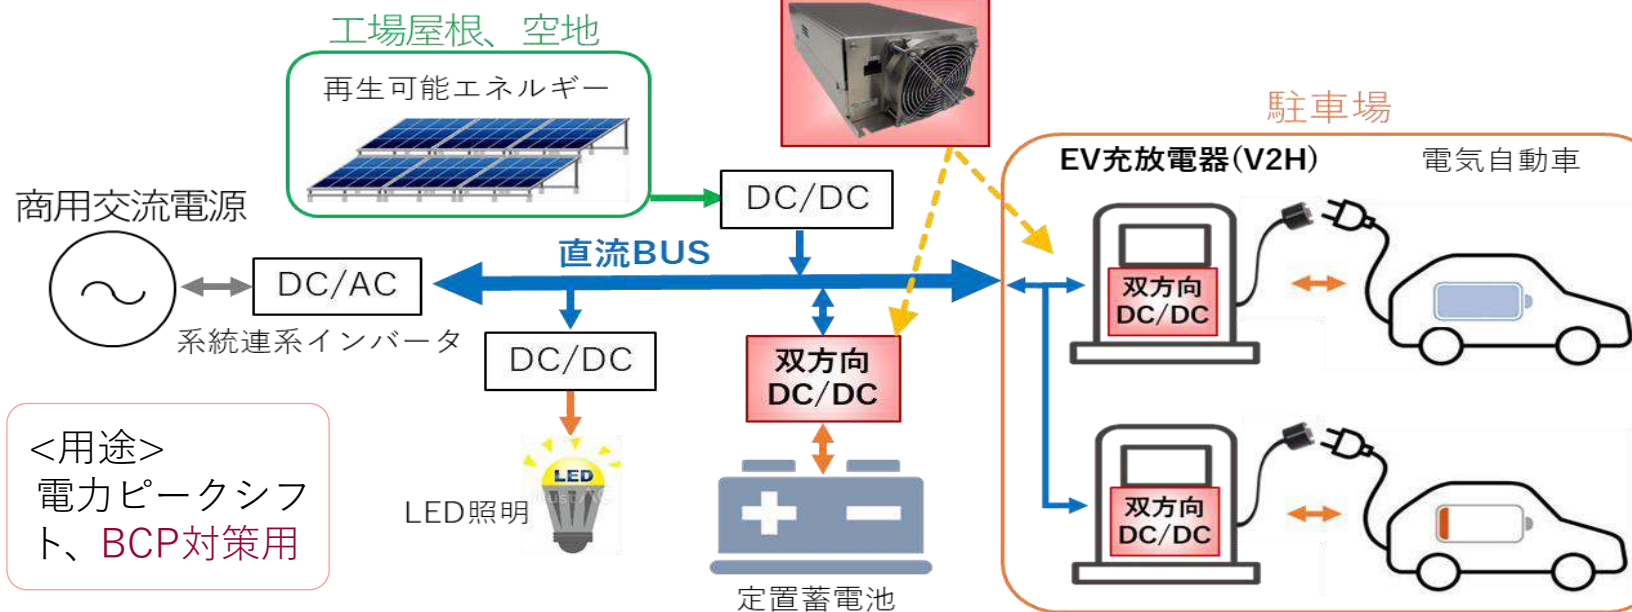 工場屋根、空地
再生可能エネルギー
駐車場
EV充放電器(V2H)
電気自動車
商用交流電源
DC/DC
直流BUS
DC/AC
系統連系インバータ
DC/DC
双方向
DC/DC
双方向
DC/DC
<用途>
電力ピークシフ
ト、BCP対策用
LED
LED照明
定置蓄電池
双方向
DC/DC